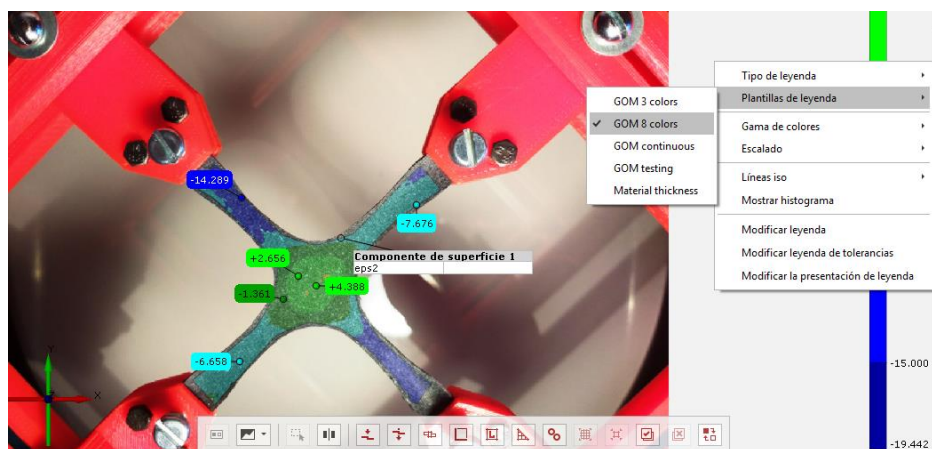 Tipo de leyenda
Plantillas de leyenda
GOM 3 colors
GOM 8 colors
GOM continuous
GOM testing
Material thickness
Gama de colores
Escalado
Líneas iso
Mostrar histograma
Modificar leyenda
Modificar leyenda de tolerancias
Modificar la presentación de leyenda
-14.289
-7.676
+2.656
Componente de superficie 1
eps2
+4.388
-1.361
-6.658
Y
X
-15.000
-19.442